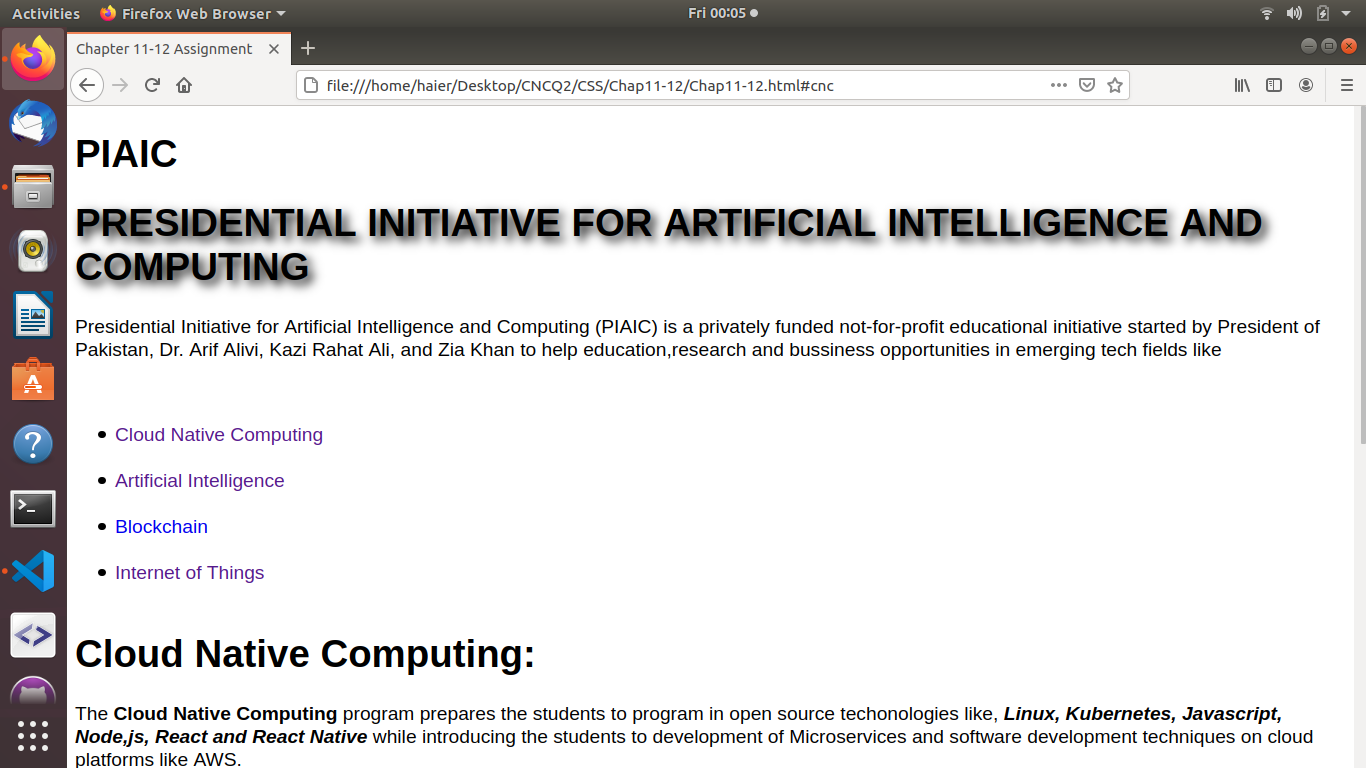 Activities Firefox Web Browser Fri 00:05
Chapter 11-12 Assignment
file:///home/haier/Desktop/CNCQ2/CSS/Chap11-12/Chap11-12.html#cnc
PIAIC
PRESIDENTIAL INITIATIVE FOR ARTIFICIAL INTELLIGENCE AND
COMPUTING
Presidential Initiative for Artificial Intelligence and Computing (PIAIC) is a privately funded not-for-profit educational initiative started by President of
Pakistan, Dr. Arif Alivi, Kazi Rahat Ali, and Zia Khan to help education,research and bussiness opportunities in emerging tech fields like
Cloud Native Computing
Artificial Intelligence
Blockchain
Internet of Things
Cloud Native Computing:
The Cloud Native Computing program prepares the students to program in open source techonologies like, Linux, Kubernetes, Javascript,
Node,js, React and React Native while introducing the students to development of Microservices and software development techniques on cloud
platforms like AWS.